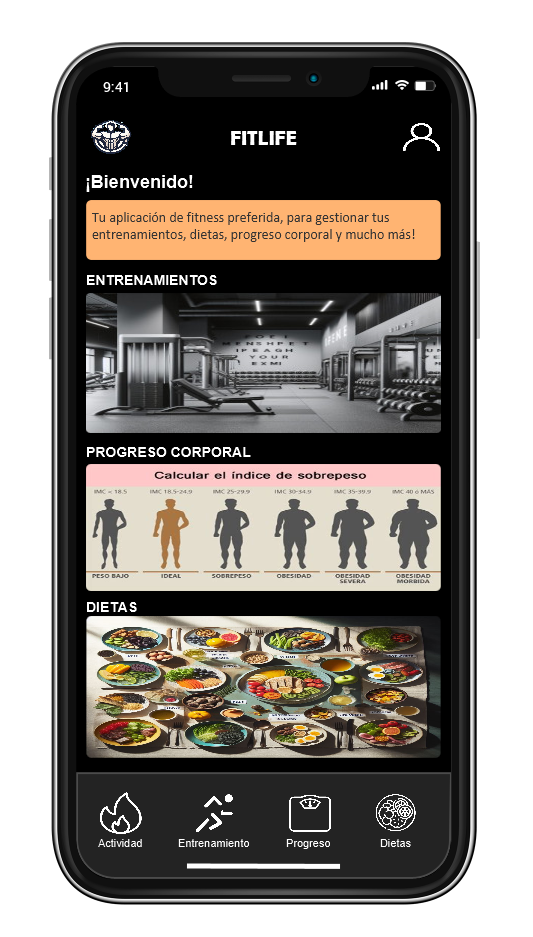 9:41
FITLIFE
¡Bienvenido!
Tu aplicación de fitness preferida, para gestionar tus
entrenamientos, dietas, progreso corporal y mucho más!
ENTRENAMIENTOS
PROGRESO CORPORAL
Calcular el índice de sobrepeso
IMC < 18.5 IMC 18.5-24.9 IMC 25-29.9 IMC 30-34.9 IMC 35-39.9 IMC 40 ó MÁS
PESO BAJO IDEAL SOBREPESO OBESIDAD OBESIDAD SEVERA OBESIDAD MORBIDA
DIETAS
Actividad Entrenamiento Progreso Dietas